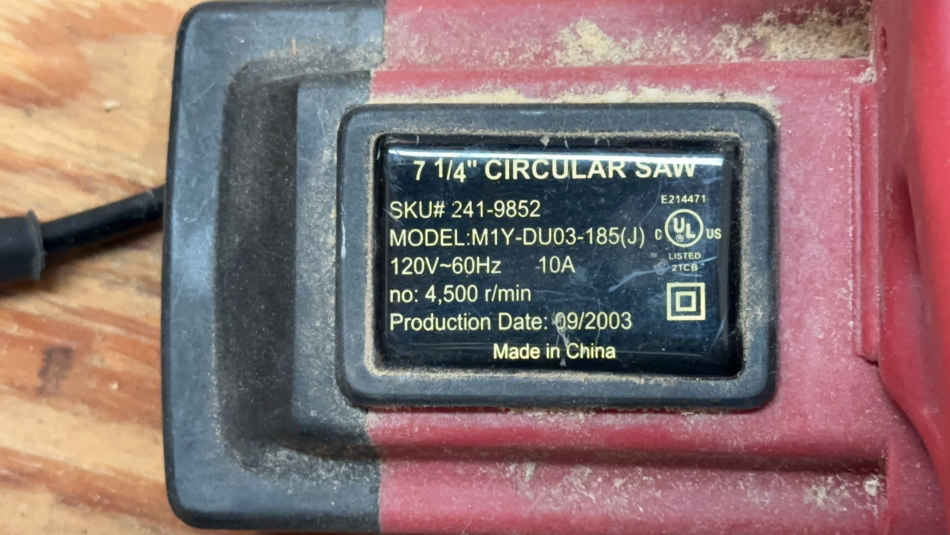 7 1/4" CIRCULAR SAW
SKU# 241-9852
MODEL:M1Y-DU03-185(J)
120V~60Hz 10A
no: 4,500 r/min
Production Date: 09/2003
Made in China
E214471
C UL US
LISTED
2TCB